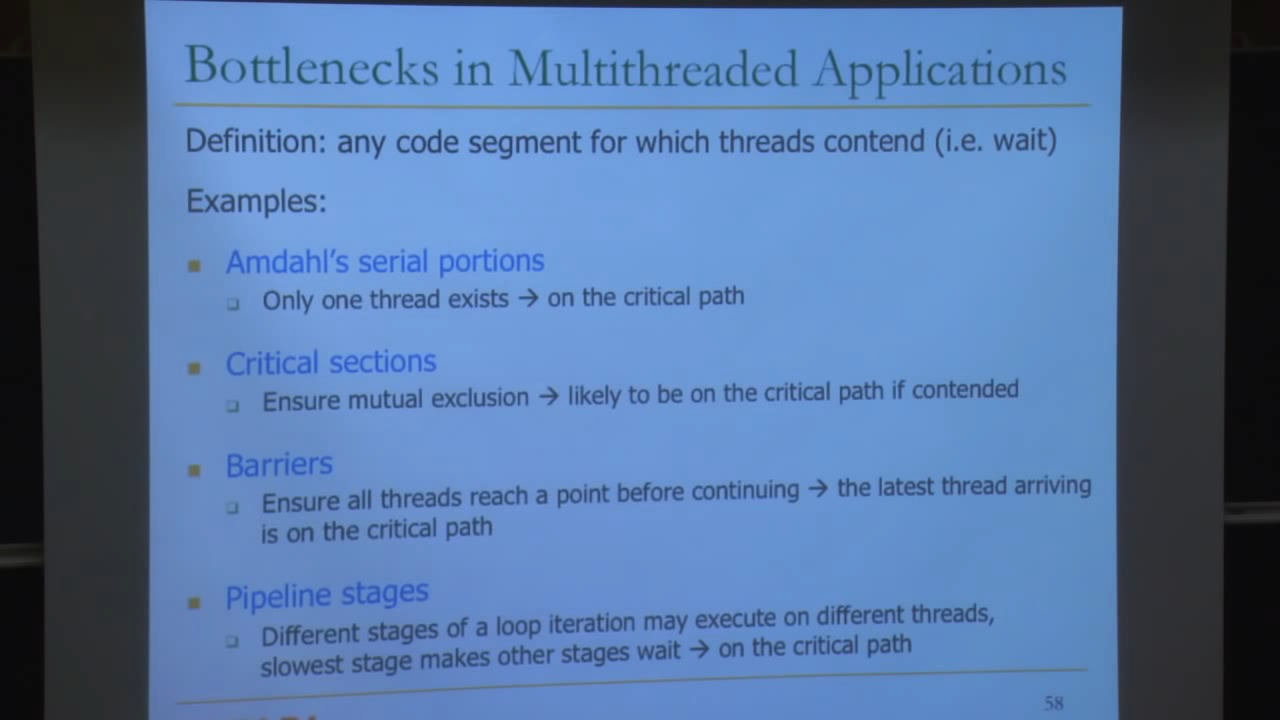 Bottlenecks in Multithreaded Applications
Definition: any code segment for which threads contend (i.e. wait)
Examples:
Amdahl's serial portions
Only one thread exists → on the critical path
Critical sections
Ensure mutual exclusion → likely to be on the critical path if contended
Barriers
Ensure all threads reach a point before continuing → the latest thread arriving
is on the critical path
Pipeline stages
Different stages of a loop iteration may execute on different threads,
slowest stage makes other stages wait → on the critical path
58